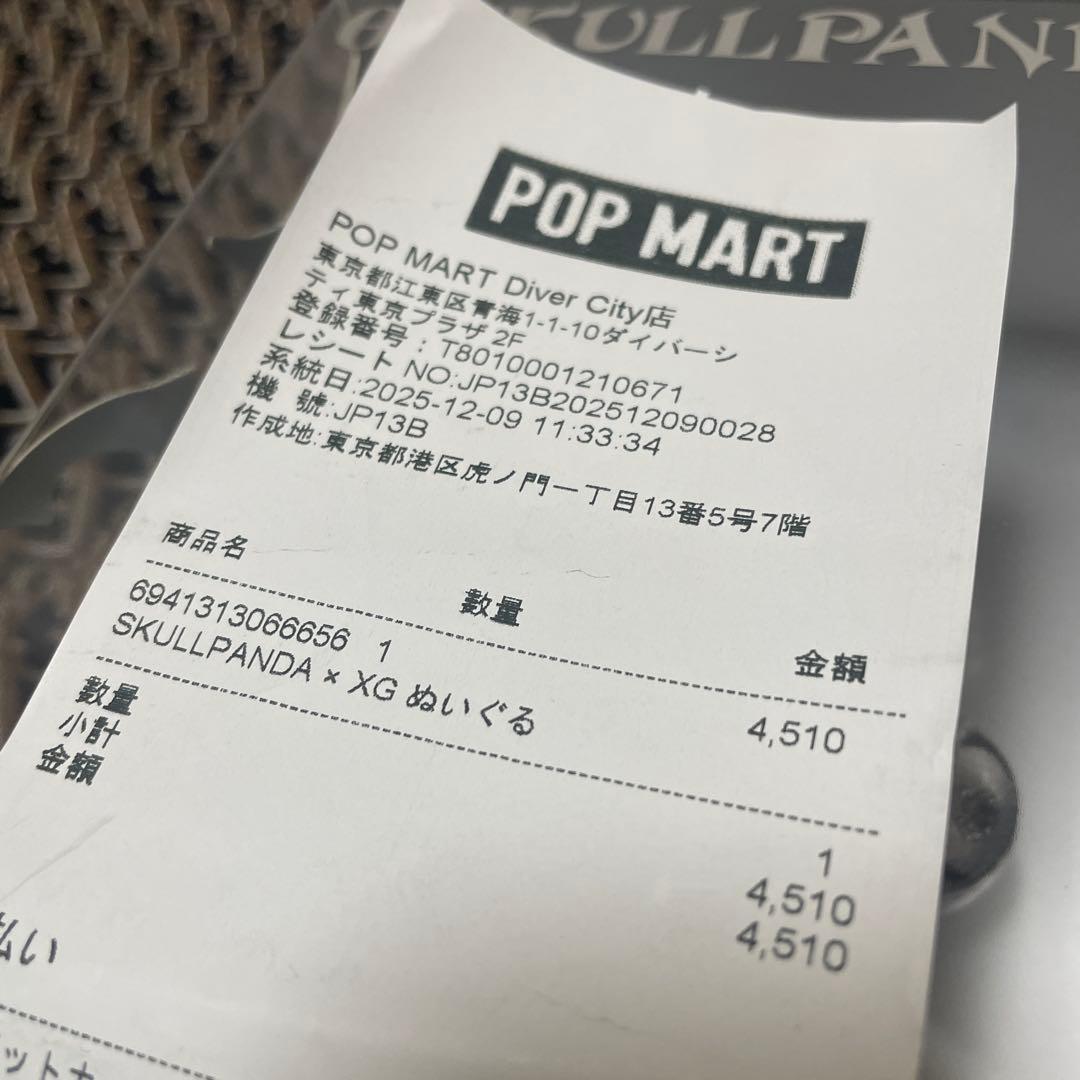 SKULLPAN
POP MART
POP MART Diver City店
東京都江東区青海1-1-10ダイバーシ
ティ東京プラザ 2F
登録番号：T8010001210671
レシート NO:JP13B202512090028
系統日:2025-12-09 11:33:34
機 號:JP13B
作成地:東京都港区虎ノ門一丁目13番5号7階
商品名 数量 金額
6941313066656 1 4,510
SKULLPANDA × XG ぬいぐる
数量 1
小計 4,510
金額 4,510
払い
ット